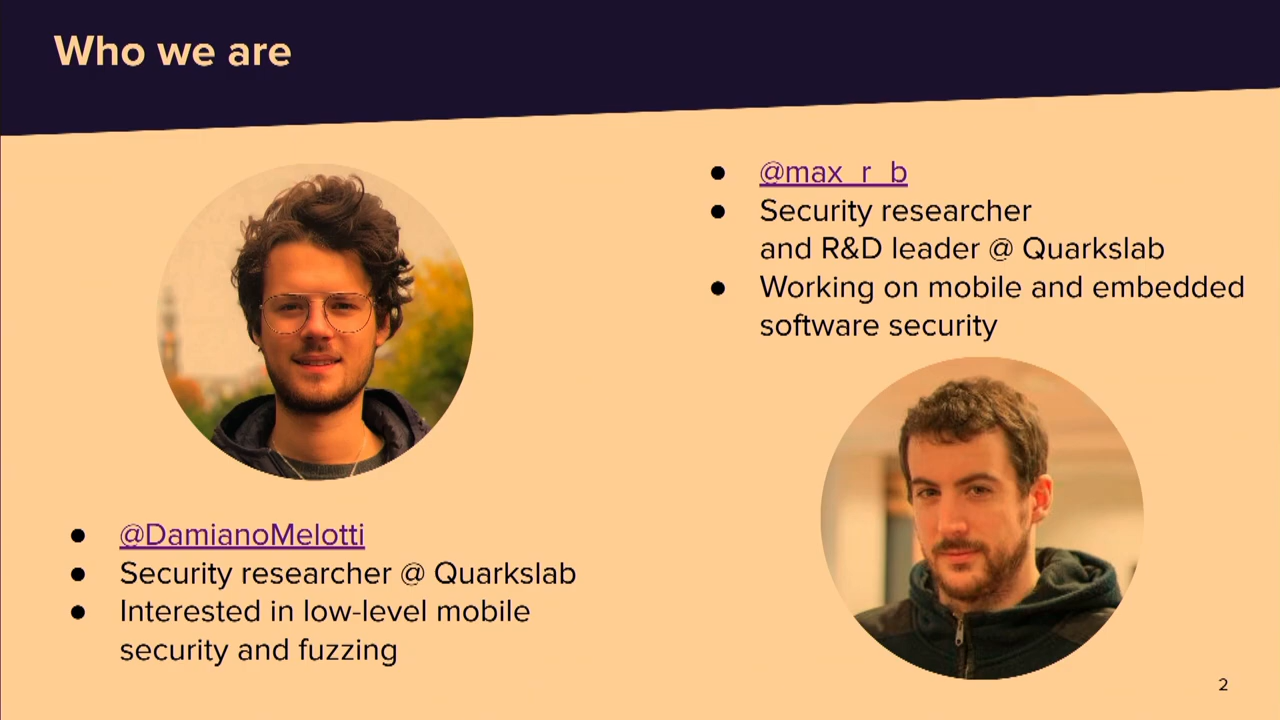 Who we are
@max_r_b
Security researcher
and R&D leader @ Quarkslab
Working on mobile and embedded
software security
@DamianoMelotti
Security researcher @ Quarkslab
Interested in low-level mobile
security and fuzzing
2